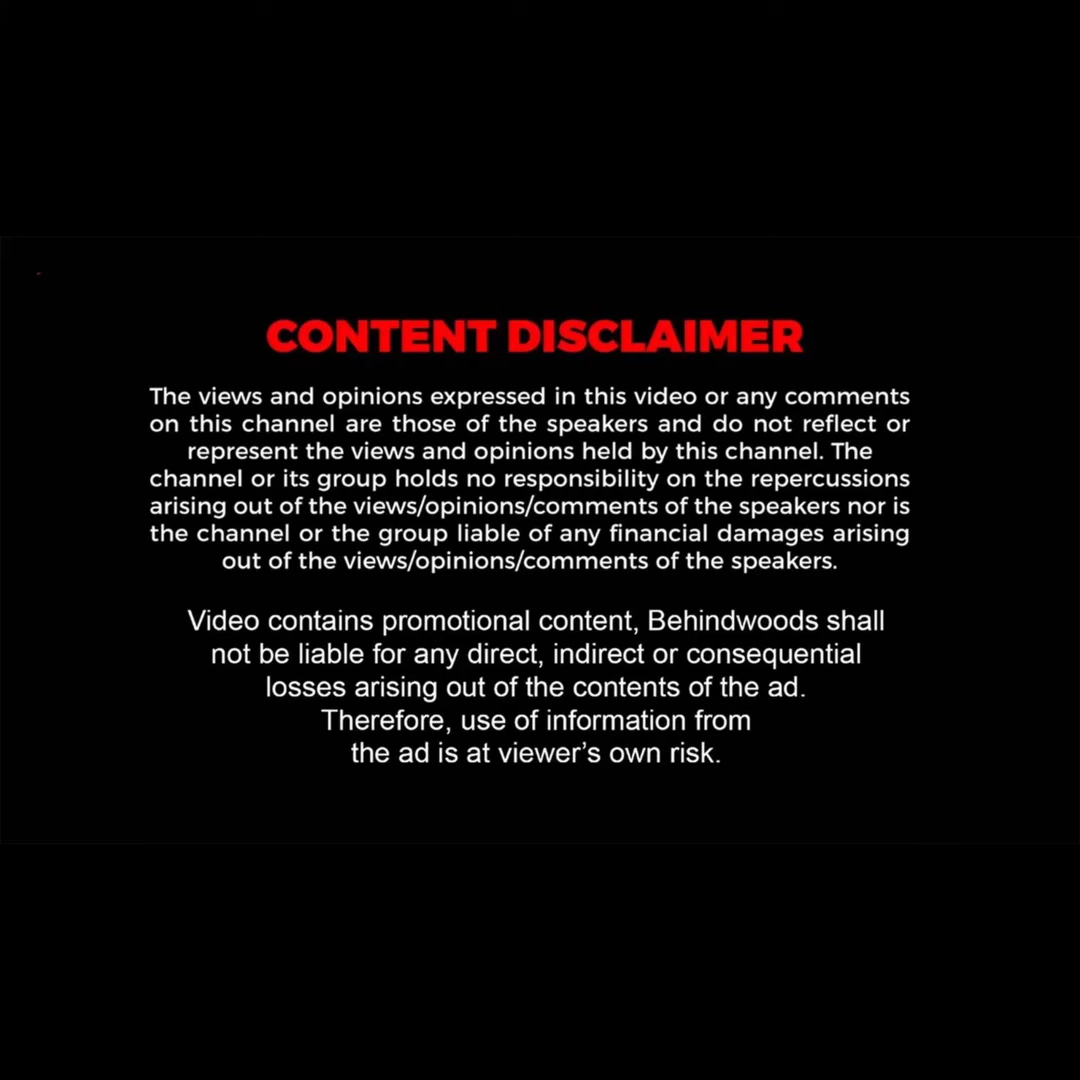 CONTENT DISCLAIMER
The views and opinions expressed in this video or any comments
on this channel are those of the speakers and do not reflect or
represent the views and opinions held by this channel. The
channel or its group holds no responsibility on the repercussions
arising out of the views/opinions/comments of the speakers nor is
the channel or the group liable of any financial damages arising
out of the views/opinions/comments of the speakers.
Video contains promotional content, Behindwoods shall
not be liable for any direct, indirect or consequential
losses arising out of the contents of the ad.
Therefore, use of information from
the ad is at viewer’s own risk.